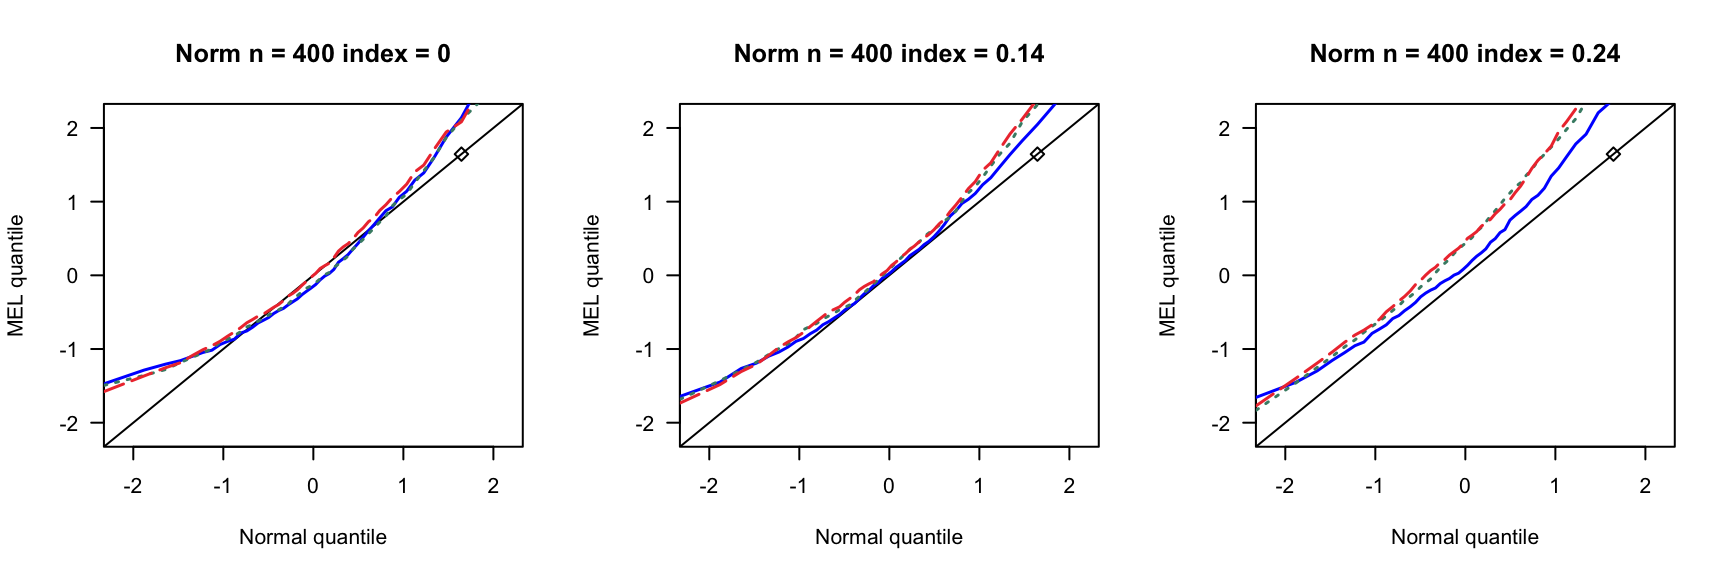 Norm n = 400 index = 0
MEL quantile
2
1
0
-1
-2
-2 -1 0 1 2
Normal quantile
Norm n = 400 index = 0.14
MEL quantile
2
1
0
-1
-2
-2 -1 0 1 2
Normal quantile
Norm n = 400 index = 0.24
MEL quantile
2
1
0
-1
-2
-2 -1 0 1 2
Normal quantile